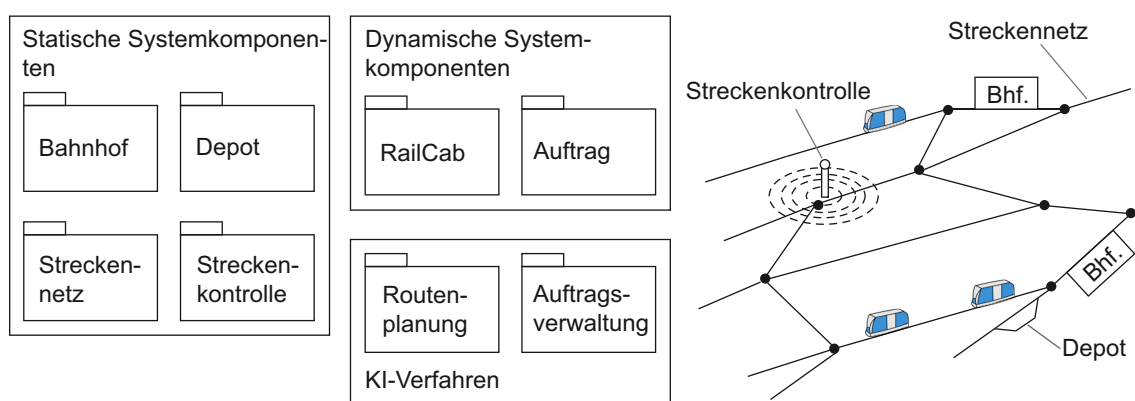 Statische Systemkomponen-
ten
Bahnhof
Depot
Strecken-
netz
Strecken-
kontrolle
Dynamische System-
komponenten
RailCab
Auftrag
Routen-
planung
Auftrags-
verwaltung
KI-Verfahren
Streckennetz
Streckenkontrolle
Bhf.
Bhf.
Depot